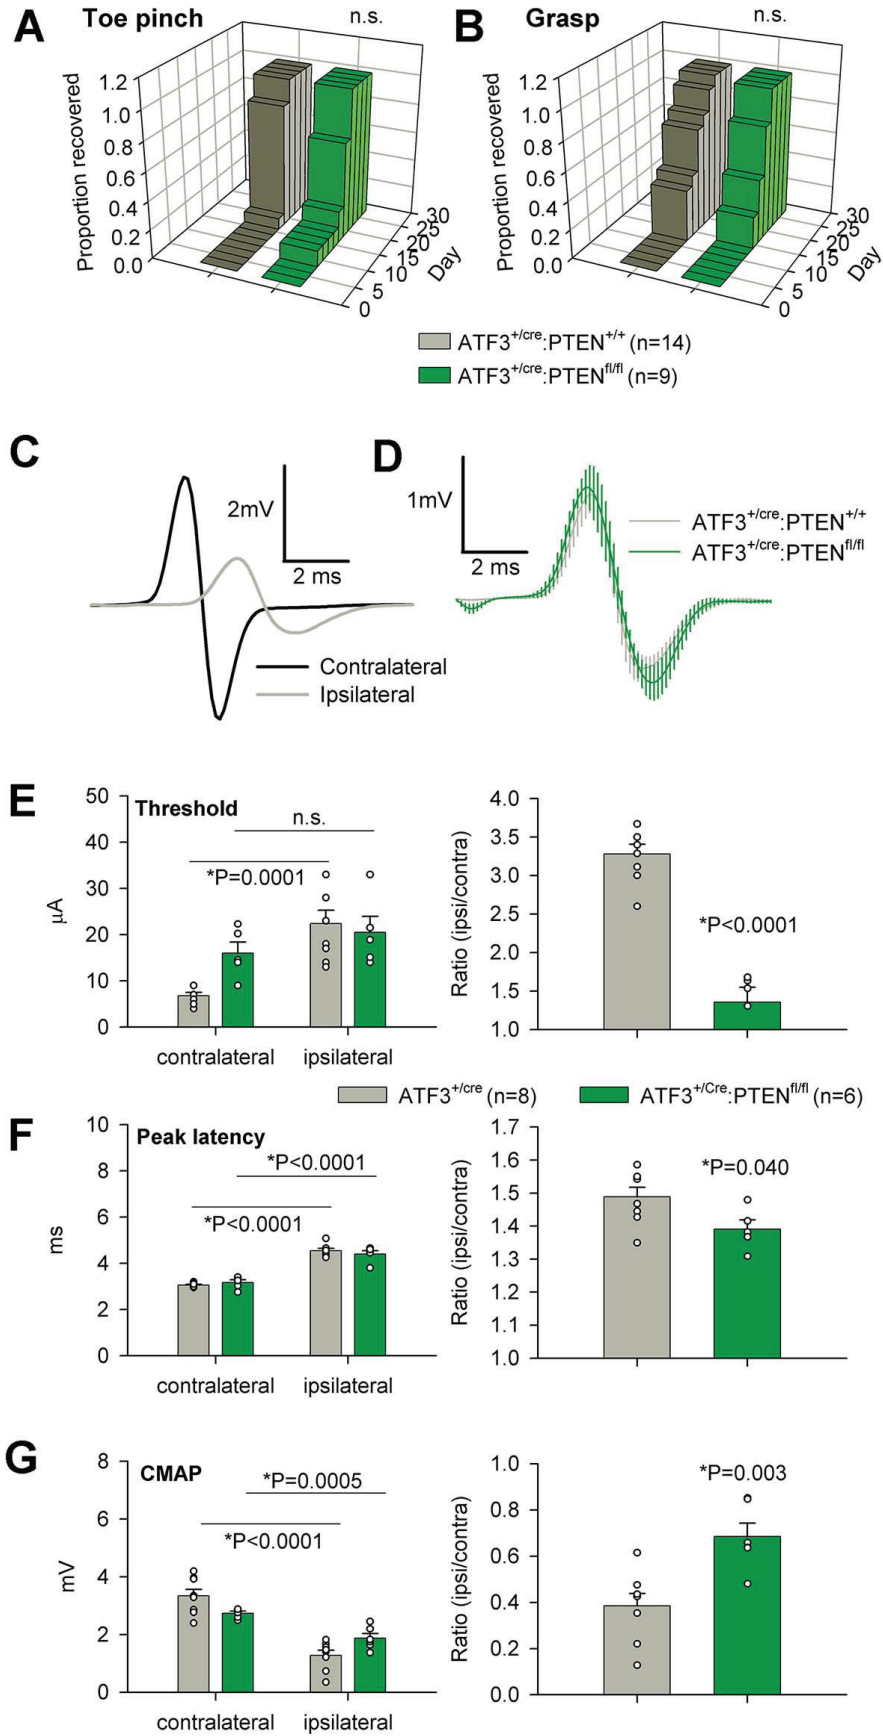 A Toe pinch n.s.
Proportion recovered
1.2
1.0
0.8
0.6
0.4
0.2
0.0
0 5 10 15 20 25 30
Day
B Grasp n.s.
Proportion recovered
1.2
1.0
0.8
0.6
0.4
0.2
0.0
0 5 10 15 20 25 30
Day
ATF3+/cre:PTEN+/+ (n=14)
ATF3+/cre:PTENfl/fl (n=9)
C
2mV
2 ms
Contralateral
Ipsilateral
D
1mV
2 ms
ATF3+/cre:PTEN+/+
ATF3+/cre:PTENfl/fl
E
Threshold
n.s.
*P=0.0001
µA
50
40
30
20
10
0
contralateral ipsilateral
Ratio (ipsi/contra)
4.0
3.5
3.0
2.5
2.0
1.5
1.0
*P<0.0001
ATF3+/cre (n=8) ATF3+/Cre:PTENfl/fl (n=6)
F
Peak latency
*P<0.0001
*P<0.0001
ms
10
8
6
4
2
0
contralateral ipsilateral
Ratio (ipsi/contra)
1.7
1.6
1.5
1.4
1.3
1.2
1.1
1.0
*P=0.040
G
CMAP
*P=0.0005
*P<0.0001
mV
8
6
4
2
0
contralateral ipsilateral
Ratio (ipsi/contra)
1.0
0.8
0.6
0.4
0.2
0.0
*P=0.003